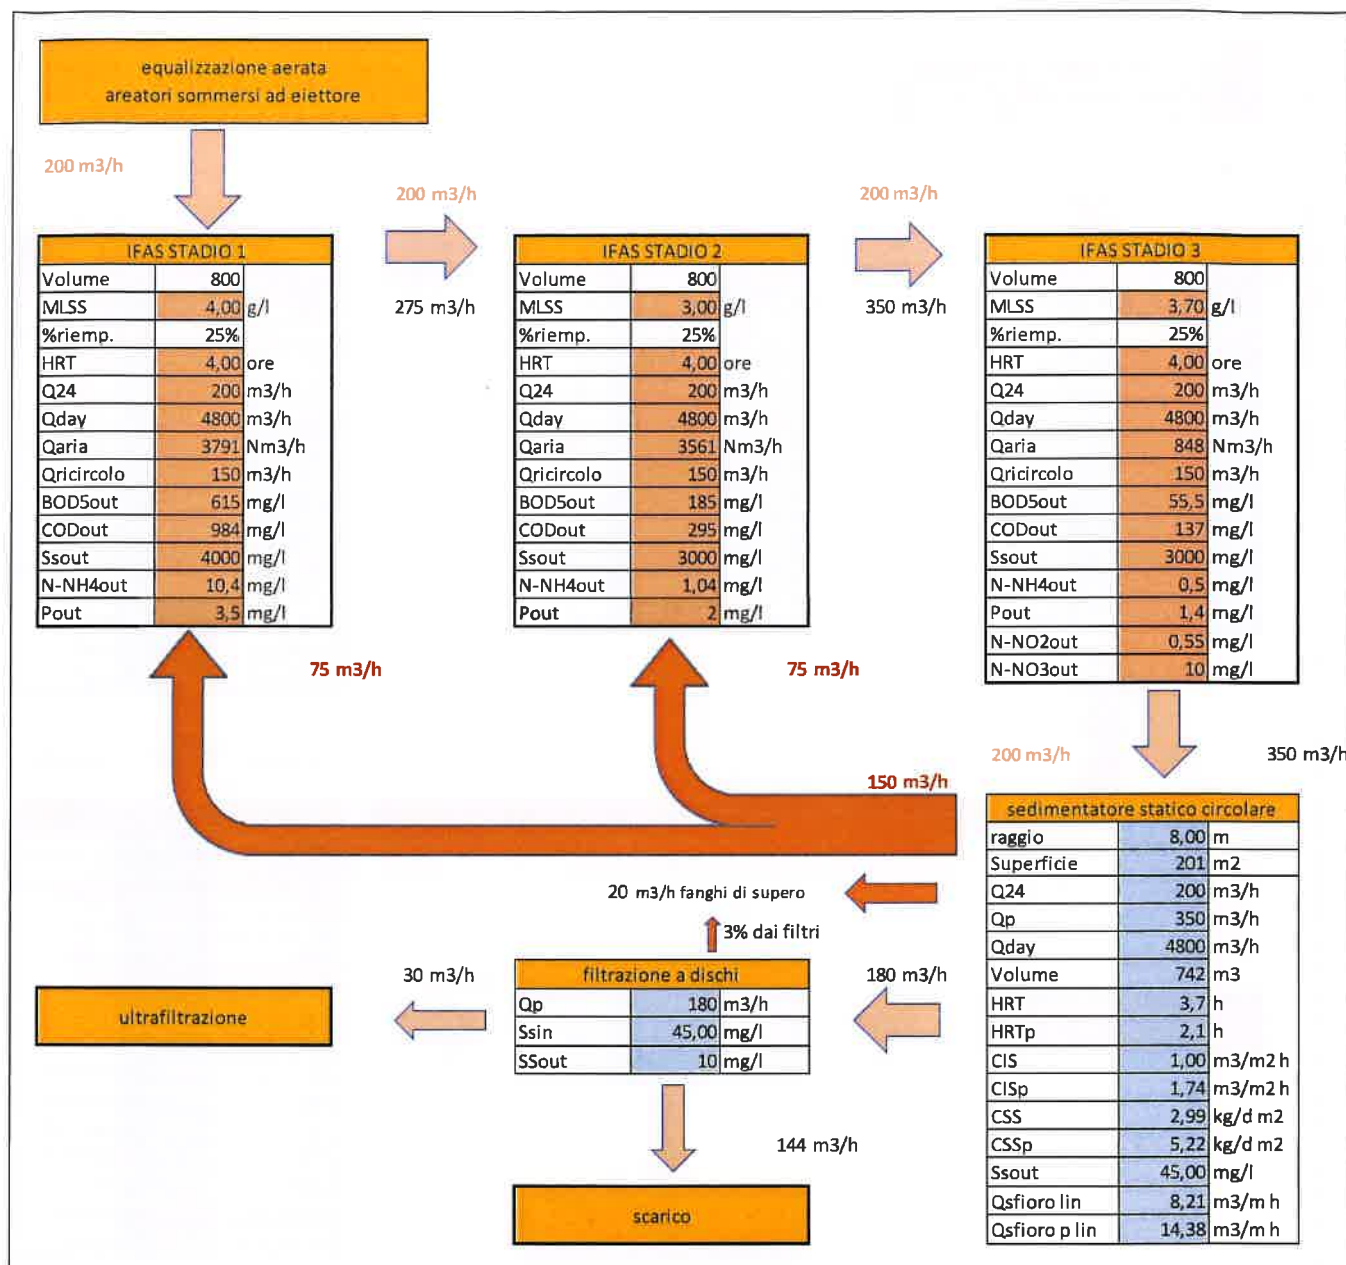 equalizzazione aerata
areatori sommersi ad eiettore
200 m3/h
200 m3/h
200 m3/h
275 m3/h
350 m3/h
IFAS STADIO 1
Volume 800
MLSS 4,00 g/l
%riemp. 25%
HRT 4,00 ore
Q24 200 m3/h
Qday 4800 m3/h
Qaria 3791 Nm3/h
Qricircolo 150 m3/h
BOD5out 615 mg/l
CODout 984 mg/l
Ssout 4000 mg/l
N-NH4out 10,4 mg/l
Pout 3,5 mg/l
IFAS STADIO 2
Volume 800
MLSS 3,00 g/l
%riemp. 25%
HRT 4,00 ore
Q24 200 m3/h
Qday 4800 m3/h
Qaria 3561 Nm3/h
Qricircolo 150 m3/h
BOD5out 185 mg/l
CODout 295 mg/l
Ssout 3000 mg/l
N-NH4out 1,04 mg/l
Pout 2 mg/l
IFAS STADIO 3
Volume 800
MLSS 3,70 g/l
%riemp. 25%
HRT 4,00 ore
Q24 200 m3/h
Qday 4800 m3/h
Qaria 848 Nm3/h
Qricircolo 150 m3/h
BOD5out 55,5 mg/l
CODout 137 mg/l
Ssout 3000 mg/l
N-NH4out 0,5 mg/l
Pout 1,4 mg/l
N-NO2out 0,55 mg/l
N-NO3out 10 mg/l
75 m3/h
75 m3/h
200 m3/h
350 m3/h
150 m3/h
sedimentatore statico circolare
raggio 8,00 m
Superficie 201 m2
Q24 200 m3/h
Qp 350 m3/h
Qday 4800 m3/h
Volume 742 m3
HRT 3,7 h
HRTp 2,1 h
CIS 1,00 m3/m2 h
CISp 1,74 m3/m2 h
CSS 2,99 kg/d m2
CSSp 5,22 kg/d m2
Ssout 45,00 mg/l
Qsfioro lin 8,21 m3/m h
Qsfioro p lin 14,38 m3/m h
20 m3/h fanghi di supero
3% dai filtri
30 m3/h
180 m3/h
filtrazione a dischi
Qp 180 m3/h
Ssin 45,00 mg/l
SSout 10 mg/l
ultrafiltrazione
144 m3/h
scarico